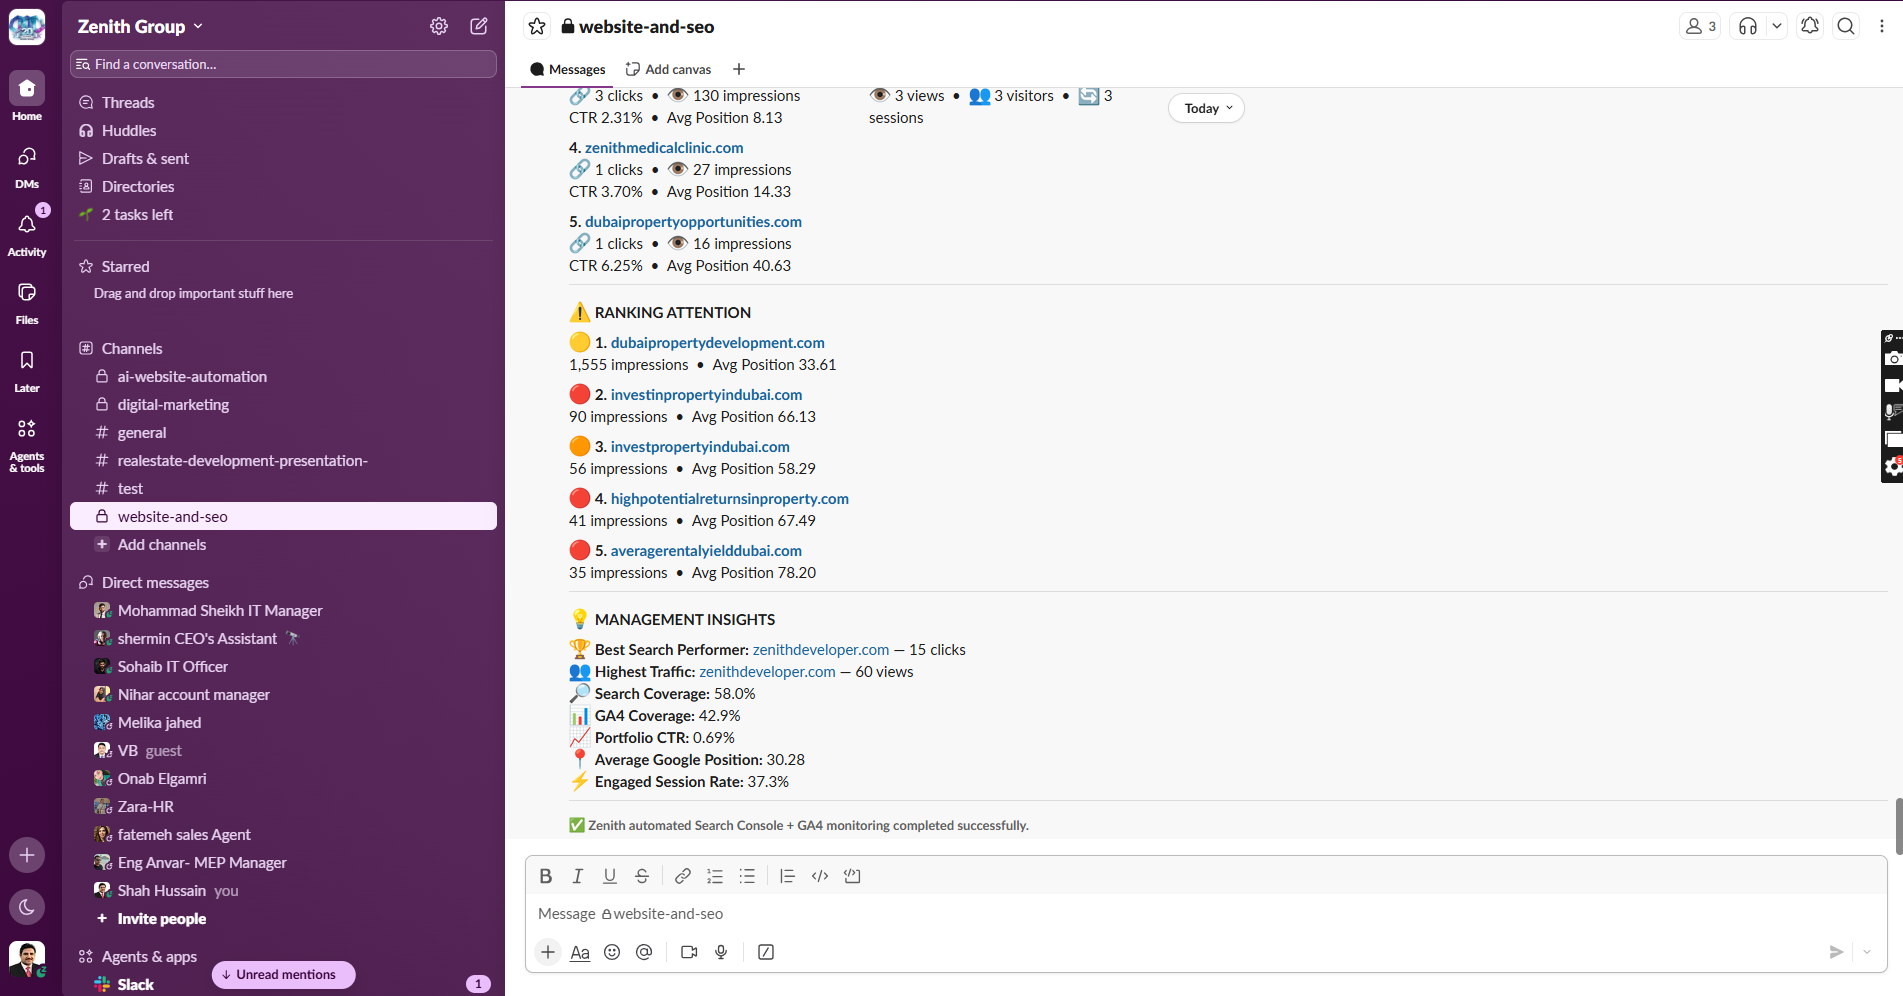 Zenith Group
Find a conversation...
Home
DMs
1
Activity
Files
Later
Agents
& tools
Threads
Huddles
Drafts & sent
Directories
2 tasks left
Starred
Drag and drop important stuff here
Channels
ai-website-automation
digital-marketing
general
realestate-development-presentation-
test
website-and-seo
Add channels
Direct messages
Mohammad Sheikh IT Manager
shermin CEO's Assistant
Sohaib IT Officer
Nihar account manager
Melika jahed
VB guest
Onab Elgamri
Zara-HR
fatemeh sales Agent
Eng Anvar- MEP Manager
Shah Hussain you
Invite people
Agents & apps
Unread mentions
Slack 1
website-and-seo
3
Messages Add canvas
Today
3 clicks • 130 impressions
CTR 2.31% • Avg Position 8.13
3 views • 3 visitors • 3
sessions
4. zenithmedicalclinic.com
1 clicks • 27 impressions
CTR 3.70% • Avg Position 14.33
5. dubaipropertyopportunities.com
1 clicks • 16 impressions
CTR 6.25% • Avg Position 40.63
RANKING ATTENTION
1. dubaipropertydevelopment.com
1,555 impressions • Avg Position 33.61
2. investinpropertyindubai.com
90 impressions • Avg Position 66.13
3. investpropertyindubai.com
56 impressions • Avg Position 58.29
4. highpotentialreturnsinproperty.com
41 impressions • Avg Position 67.49
5. averagerentalyielddubai.com
35 impressions • Avg Position 78.20
MANAGEMENT INSIGHTS
Best Search Performer: zenithdeveloper.com — 15 clicks
Highest Traffic: zenithdeveloper.com — 60 views
Search Coverage: 58.0%
GA4 Coverage: 42.9%
Portfolio CTR: 0.69%
Average Google Position: 30.28
Engaged Session Rate: 37.3%
Zenith automated Search Console + GA4 monitoring completed successfully.
B I U S
Message website-and-seo
Aa